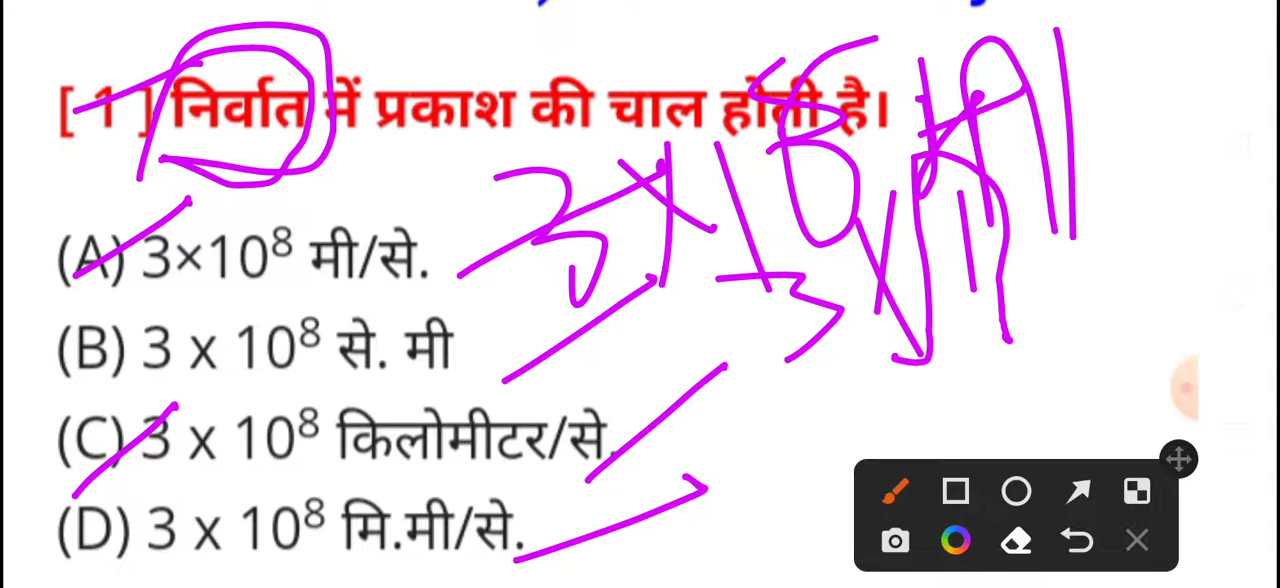 [ 1 ] निर्वात में प्रकाश की चाल होती है।
(A) 3×10⁸ मी/से.
(B) 3 x 10⁸ से. मी
(C) 3 x 10⁸ किलोमीटर/से.
(D) 3 x 10⁸ मि.मी/से.